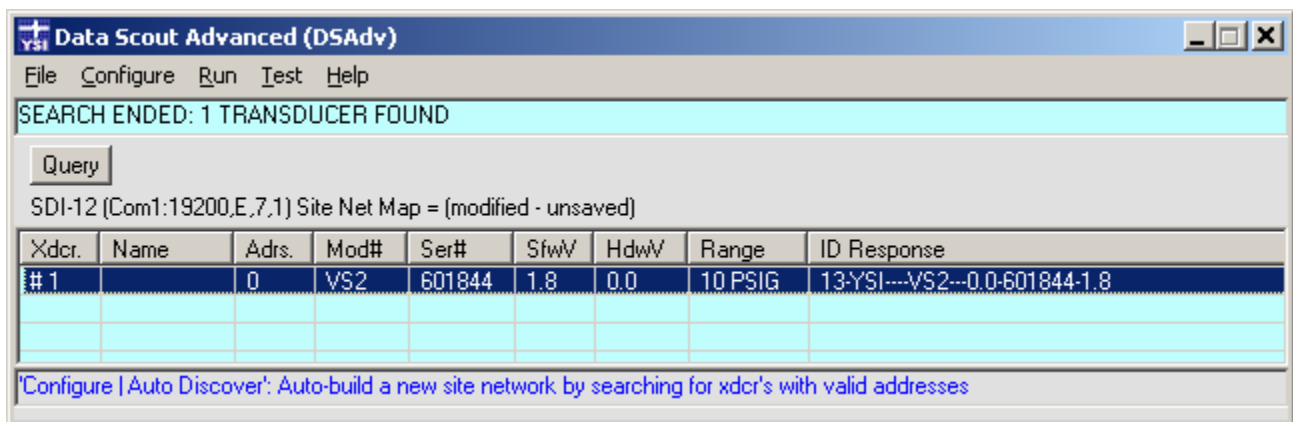 YSI Data Scout Advanced (DSAdv)
File Configure Run Test Help
SEARCH ENDED: 1 TRANSDUCER FOUND
Query
SDI-12 (Com1:19200,E,7,1) Site Net Map = (modified - unsaved)
Xdcr. Name Adrs. Mod# Ser# SfwV HdwV Range ID Response
# 1 0 VS2 601844 1.8 0.0 10 PSIG 13-YSI----VS2---0.0-601844-1.8
'Configure | Auto Discover': Auto-build a new site network by searching for xdcr's with valid addresses